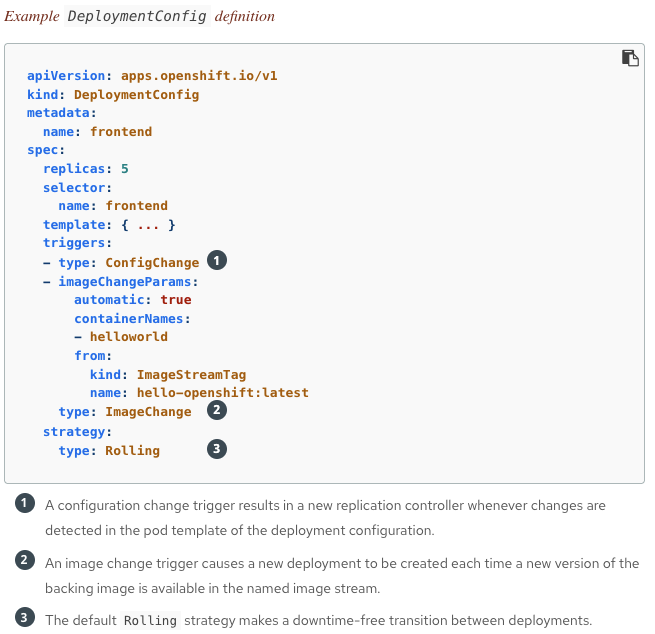 Example DeploymentConfig definition
apiVersion: apps.openshift.io/v1
kind: DeploymentConfig
metadata:
  name: frontend
spec:
  replicas: 5
  selector:
    name: frontend
  template: { ... }
  triggers:
  - type: ConfigChange 1
  - imageChangeParams:
      automatic: true
      containerNames:
      - helloworld
      from:
        kind: ImageStreamTag
        name: hello-openshift:latest
    type: ImageChange 2
  strategy:
    type: Rolling 3
1 A configuration change trigger results in a new replication controller whenever changes are
detected in the pod template of the deployment configuration.
2 An image change trigger causes a new deployment to be created each time a new version of the
backing image is available in the named image stream.
3 The default Rolling strategy makes a downtime-free transition between deployments.